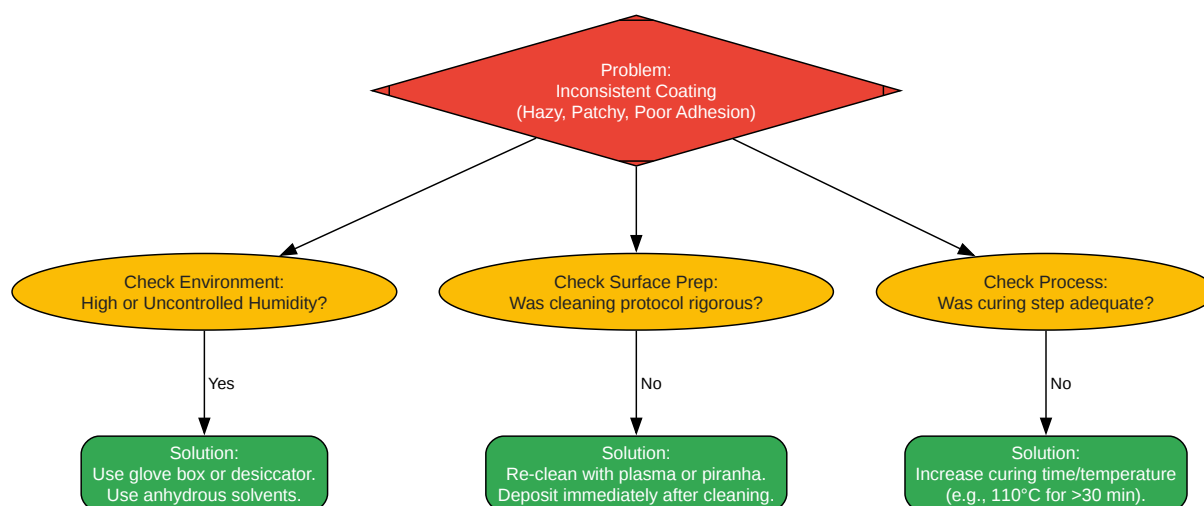 Problem:
Inconsistent Coating
(Hazy, Patchy, Poor Adhesion)
Check Environment:
High or Uncontrolled Humidity?
Check Surface Prep:
Was cleaning protocol rigorous?
Check Process:
Was curing step adequate?
Yes
No
No
Solution:
Use glove box or desiccator.
Use anhydrous solvents.
Solution:
Re-clean with plasma or piranha.
Deposit immediately after cleaning.
Solution:
Increase curing time/temperature
(e.g., 110°C for >30 min).